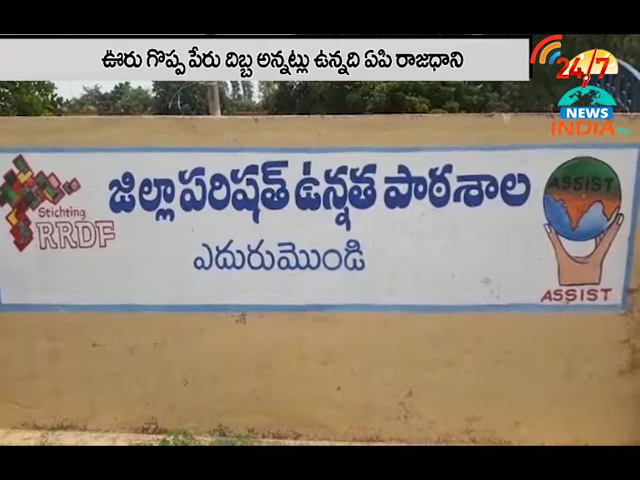 ఊరు గొప్ప పేరు దిబ్బ అన్నట్లు ఉన్నది ఏపి రాజధాని
24/7
NEWS
INDIA TV
జిల్లా పరిషత్ ఉన్నత పాఠశాల
ఎదురుమొండి
Stichting
RRDF
ASSIST
ASSIST